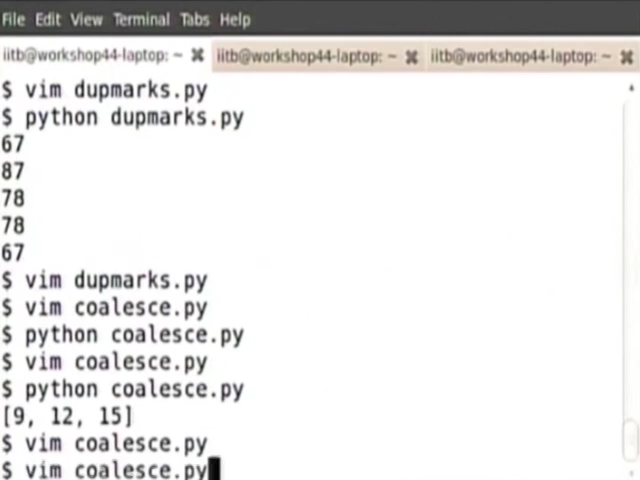 File Edit View Terminal Tabs Help
iitb@workshop44-laptop: ~ ✖ iitb@workshop44-laptop: ~ ✖ iitb@workshop44-laptop: ~ ✖
$ vim dupmarks.py
$ python dupmarks.py
67
87
78
78
67
$ vim dupmarks.py
$ vim coalesce.py
$ python coalesce.py
$ vim coalesce.py
$ python coalesce.py
[9, 12, 15]
$ vim coalesce.py
$ vim coalesce.py